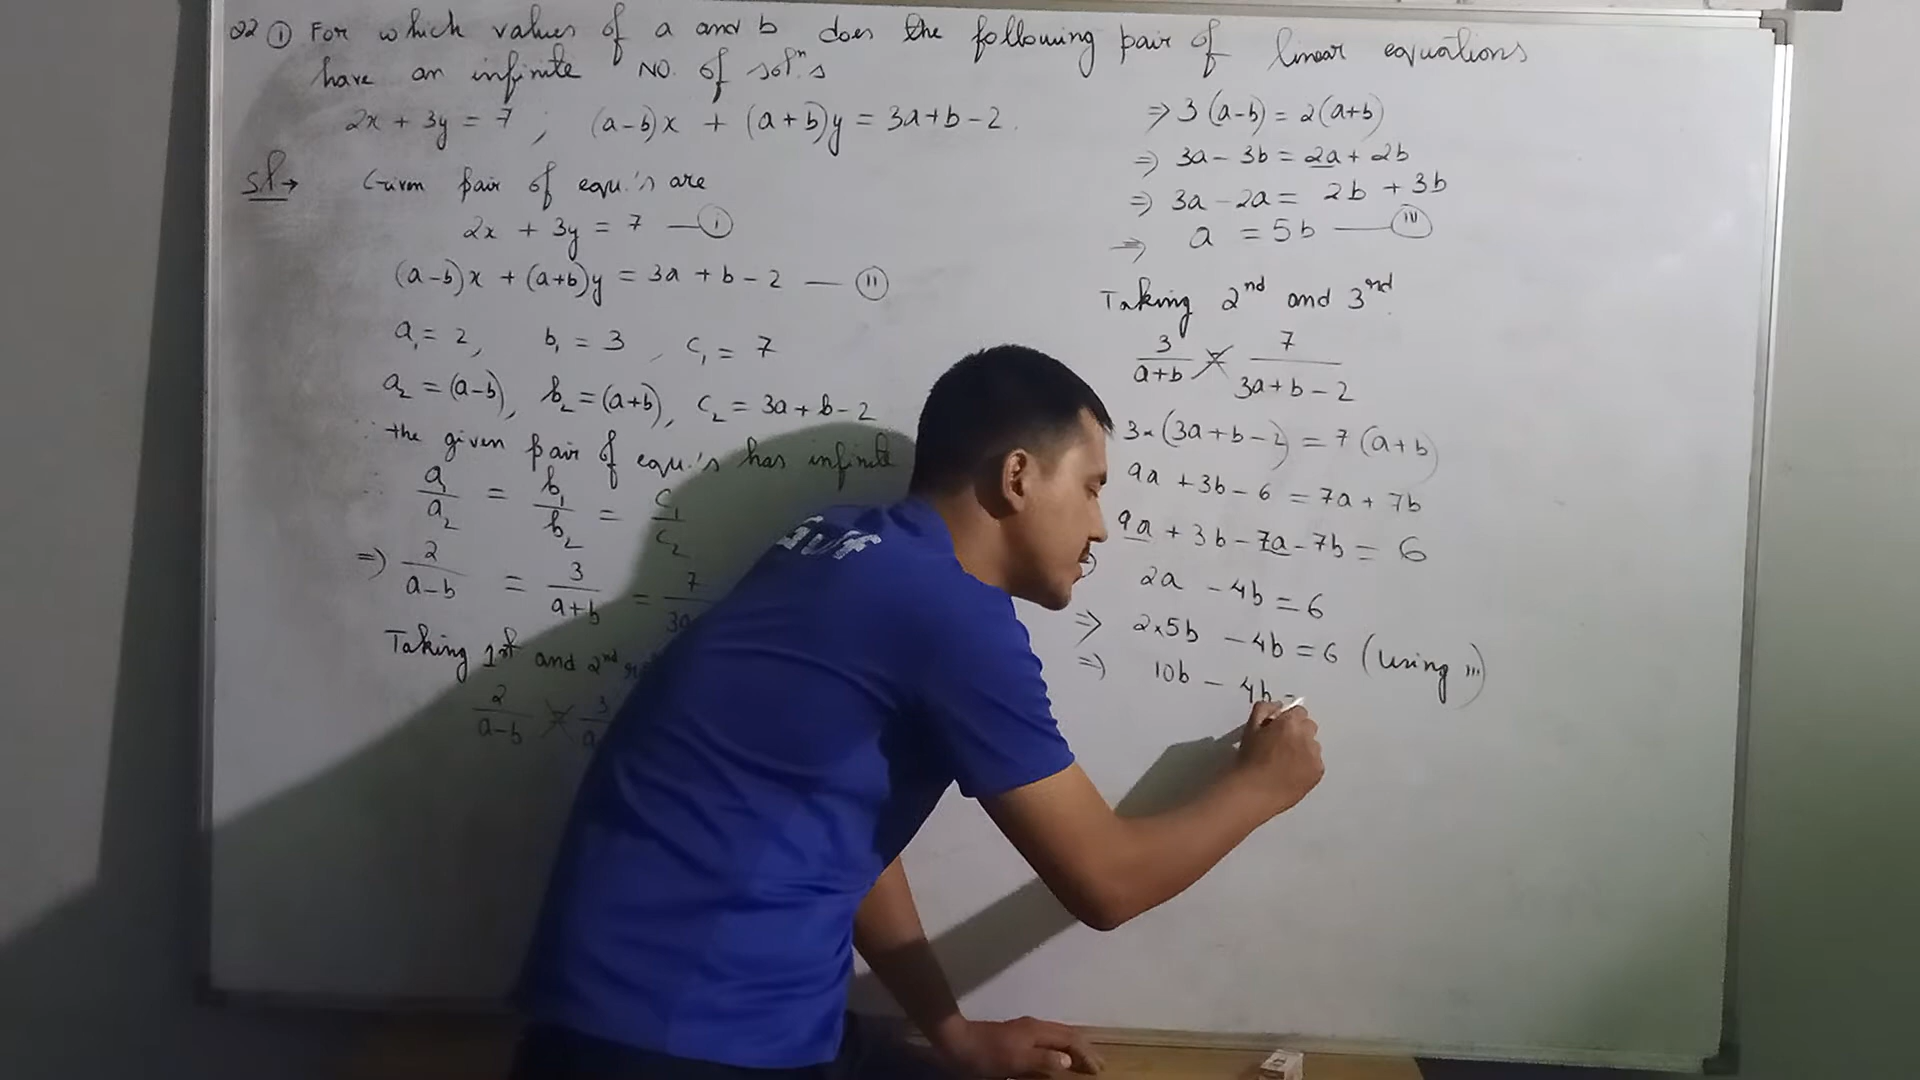 Q2 (i) For which values of a and b does the following pair of linear equations
have an infinite NO. of solⁿ's
2x + 3y = 7 ; (a-b)x + (a+b)y = 3a+b-2.
Sol→ Given pair of equ.'s are
2x + 3y = 7 —(i)
(a-b)x + (a+b)y = 3a + b - 2 —(ii)
a₁ = 2, b₁ = 3, c₁ = 7
a₂ = (a-b), b₂ = (a+b), c₂ = 3a+b-2
∵ the given pair of equ.'s has infinite
∴ a₁/a₂ = b₁/b₂ = c₁/c₂
⇒) 2/(a-b) = 3/(a+b) = 7/3a
Taking 1st and 2nd
2/(a-b) = 3/a
⇒ 3(a-b) = 2(a+b)
⇒ 3a - 3b = 2a + 2b
⇒ 3a - 2a = 2b + 3b
⇒ a = 5b —(iii)
Taking 2nd and 3rd
3/(a+b) = 7/(3a+b-2)
3×(3a+b-2) = 7(a+b)
9a + 3b - 6 = 7a + 7b
9a + 3b - 7a - 7b = 6
2a - 4b = 6
⇒ 2×5b - 4b = 6 (Using iii)
⇒ 10b - 4b =